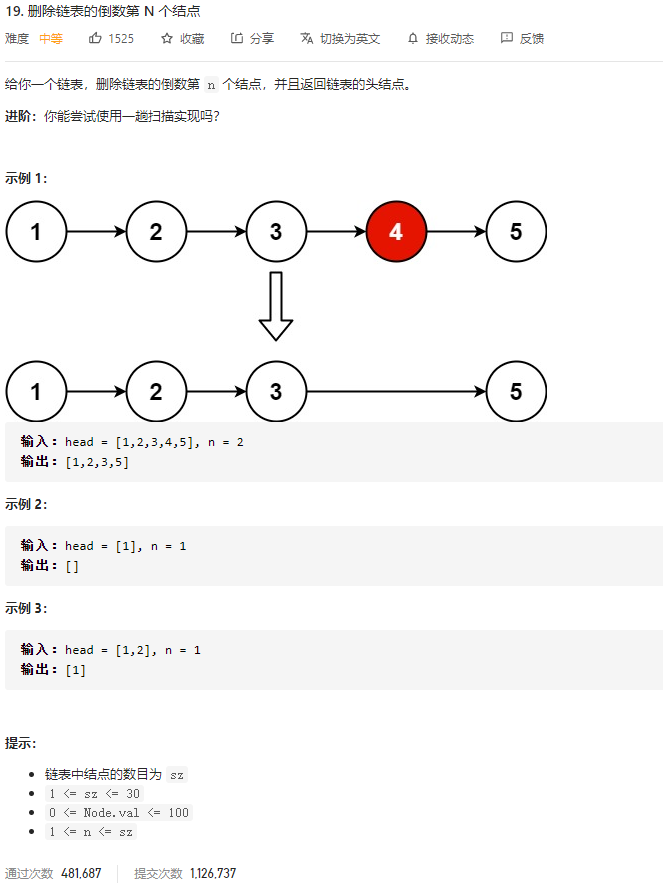 19. 删除链表的倒数第 N 个结点
难度 中等 1525 收藏 分享 切换为英文 接收动态 反馈
给你一个链表，删除链表的倒数第 n 个结点，并且返回链表的头结点。
进阶：你能尝试使用一趟扫描实现吗？
示例 1：
1 2 3 4 5
1 2 3 5
输入：head = [1,2,3,4,5], n = 2
输出：[1,2,3,5]
示例 2：
输入：head = [1], n = 1
输出：[]
示例 3：
输入：head = [1,2], n = 1
输出：[1]
提示：
链表中结点的数目为 sz
1 <= sz <= 30
0 <= Node.val <= 100
1 <= n <= sz
通过次数 481,687 提交次数 1,126,737